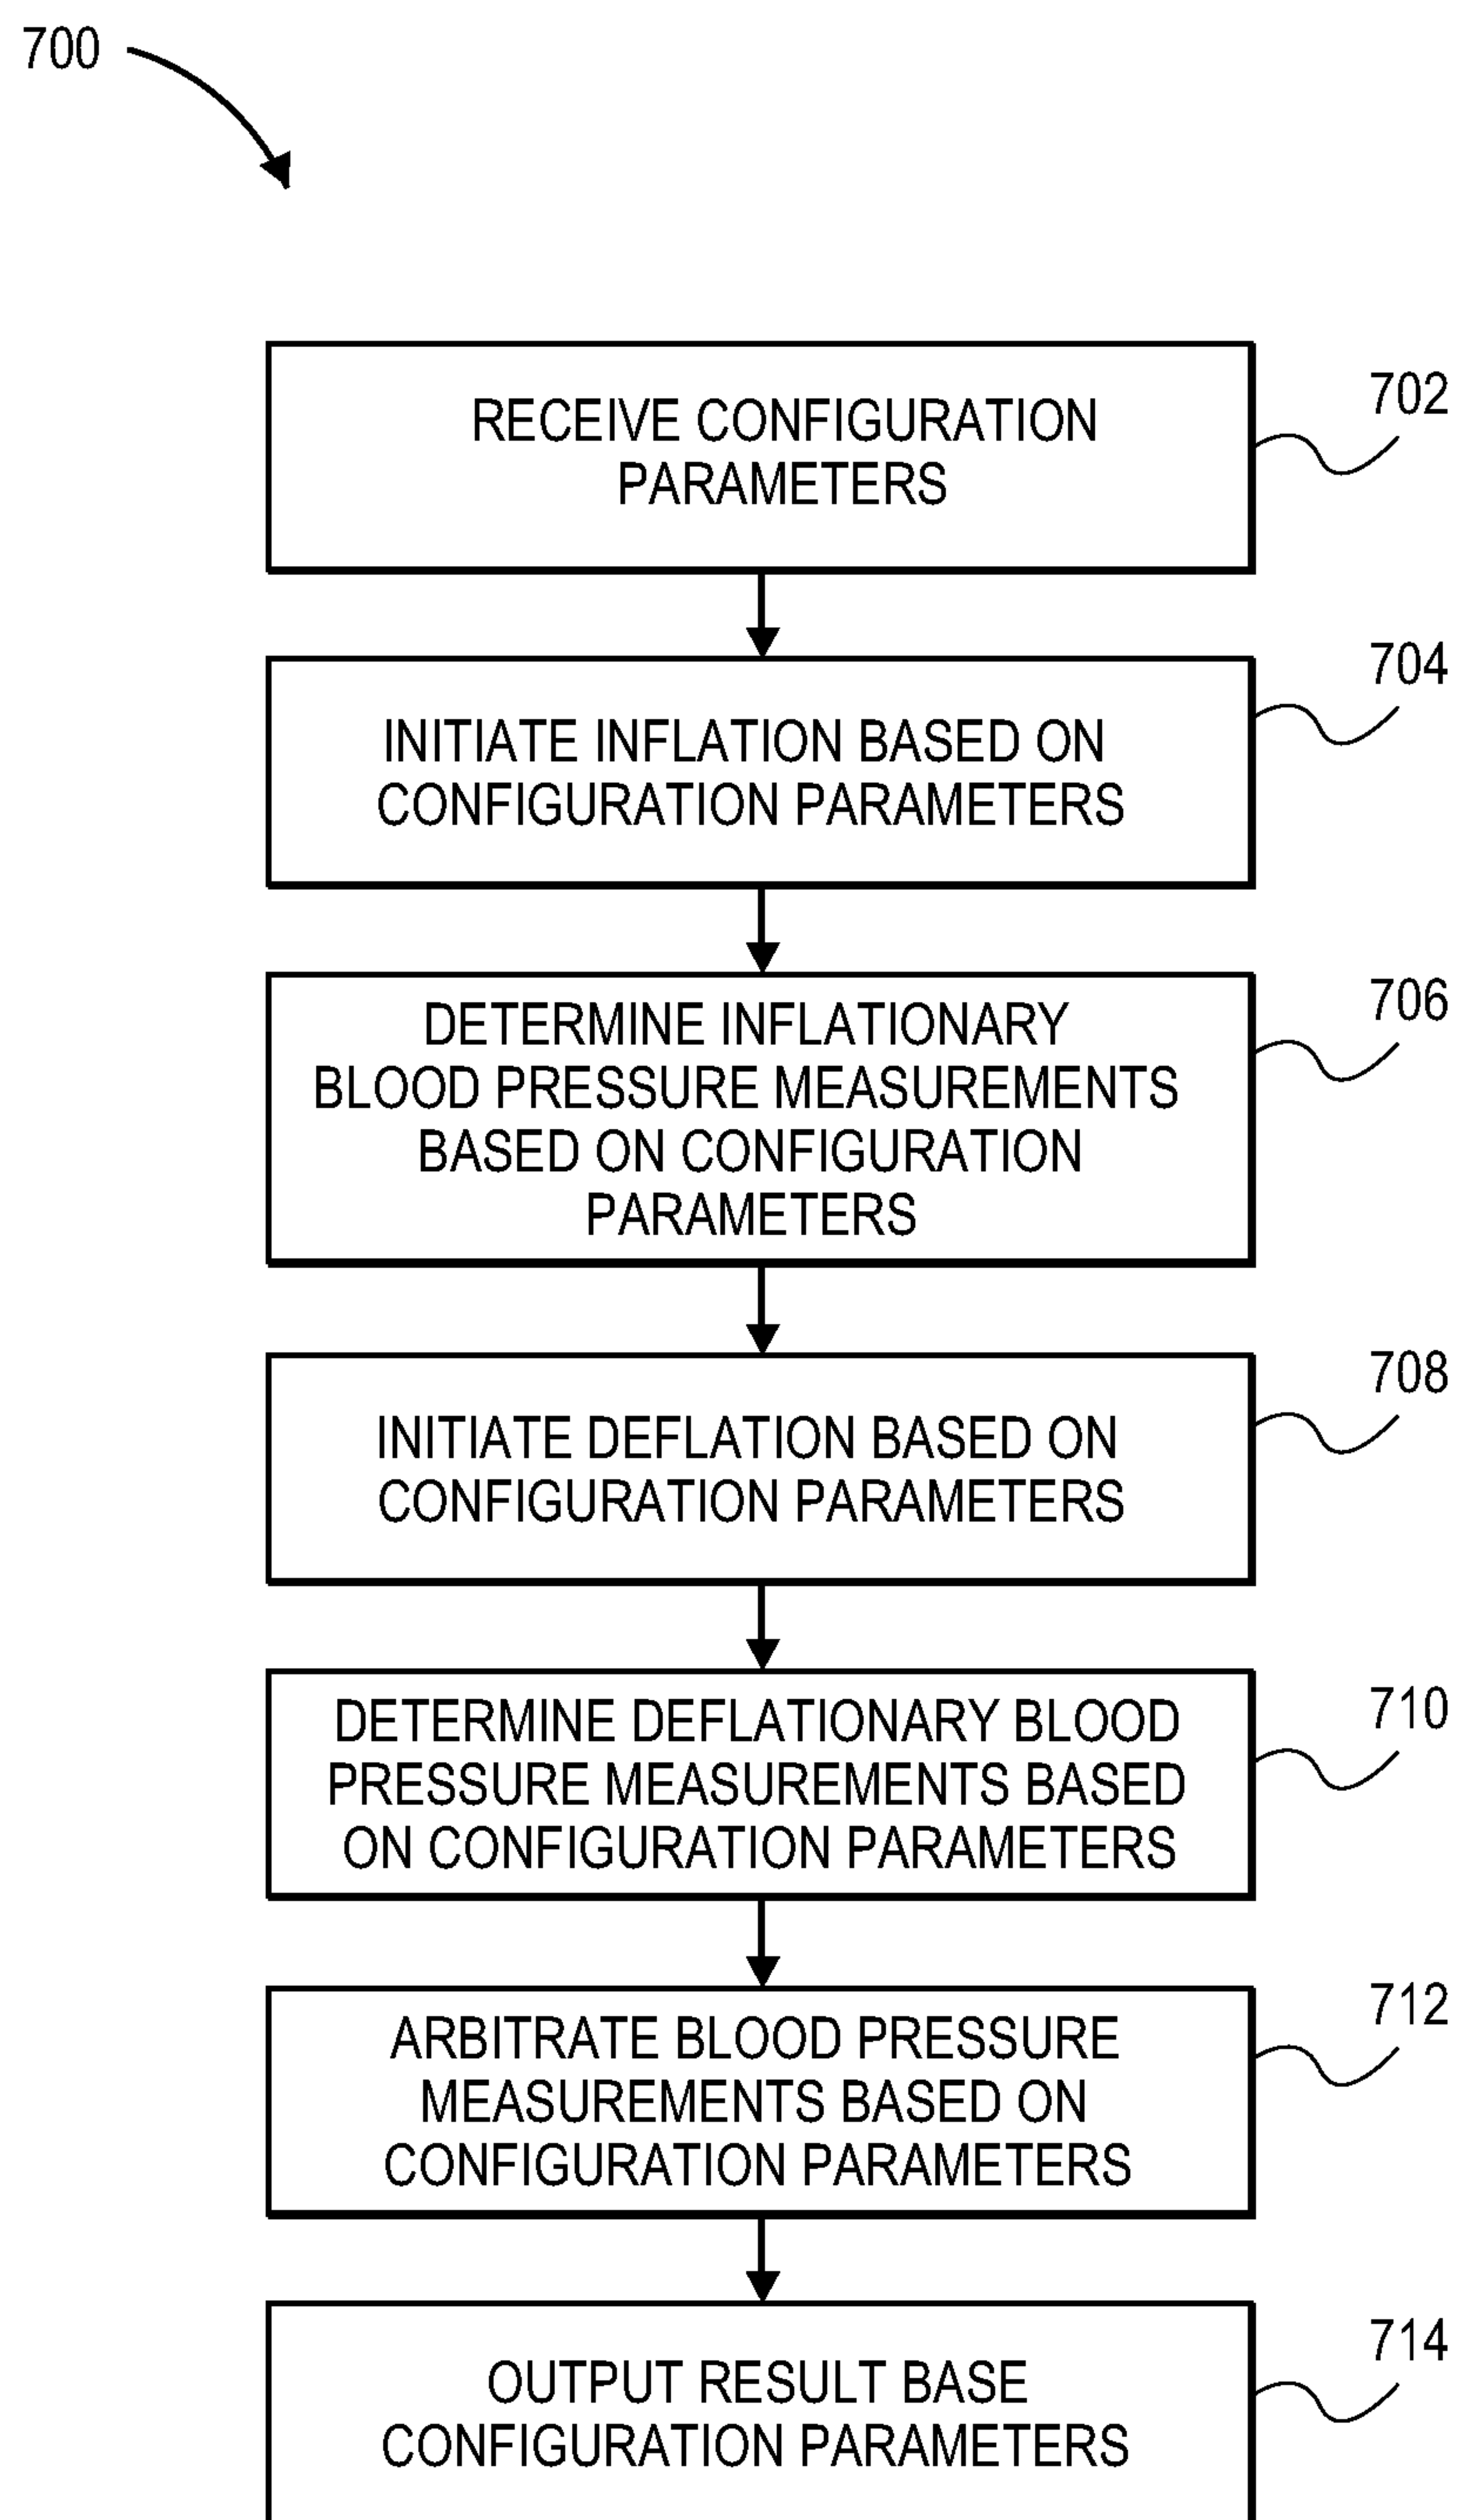 700
RECEIVE CONFIGURATION
PARAMETERS
702
INITIATE INFLATION BASED ON
CONFIGURATION PARAMETERS
704
DETERMINE INFLATIONARY
BLOOD PRESSURE MEASUREMENTS
BASED ON CONFIGURATION
PARAMETERS
706
INITIATE DEFLATION BASED ON
CONFIGURATION PARAMETERS
708
DETERMINE DEFLATIONARY BLOOD
PRESSURE MEASUREMENTS BASED
ON CONFIGURATION PARAMETERS
710
ARBITRATE BLOOD PRESSURE
MEASUREMENTS BASED ON
CONFIGURATION PARAMETERS
712
OUTPUT RESULT BASE
CONFIGURATION PARAMETERS
714